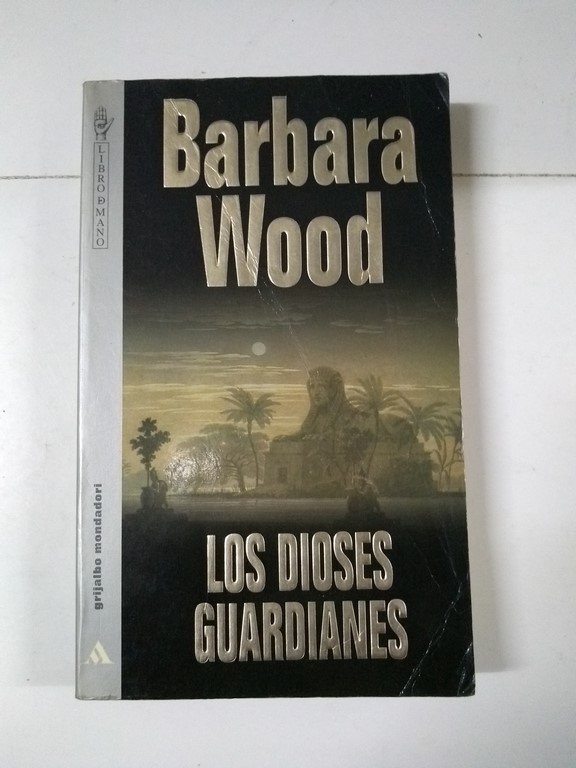 Barbara
Wood
LOS DIOSES
GUARDIANES
LIBRO DE MANO
grijalbo mondadori